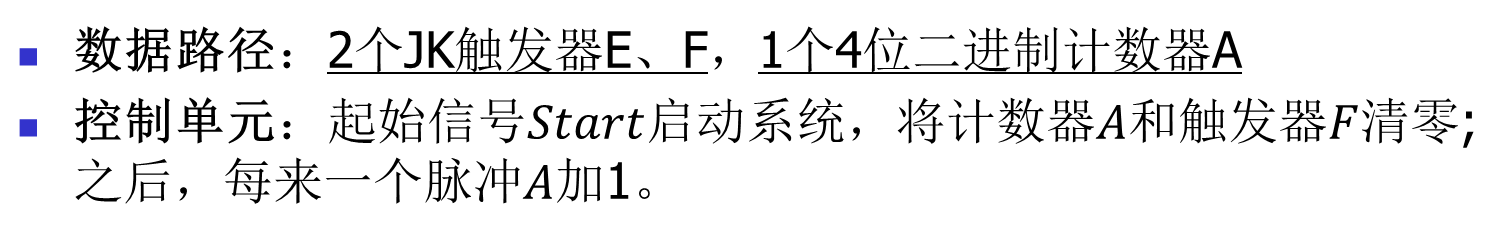 ▪ 数据路径：2个JK触发器E、F，1个4位二进制计数器A
▪ 控制单元：起始信号Start启动系统，将计数器A和触发器F清零;
之后，每来一个脉冲A加1。